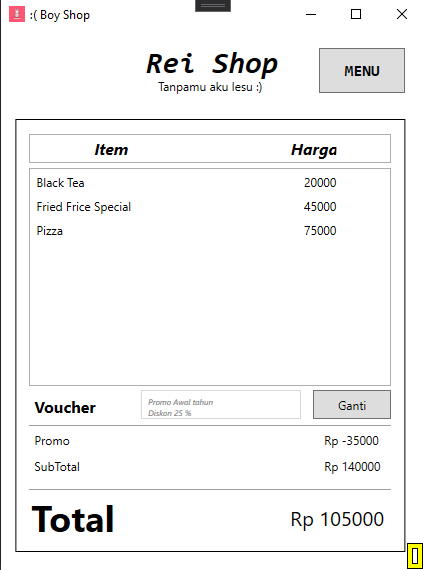 :( Boy Shop
Rei Shop
Tanpamu aku lesu :)
MENU
Item Harga
Black Tea 20000
Fried Frice Special 45000
Pizza 75000
Voucher
Promo Awal tahun
Diskon 25 %
Ganti
Promo Rp -35000
SubTotal Rp 140000
Total Rp 105000